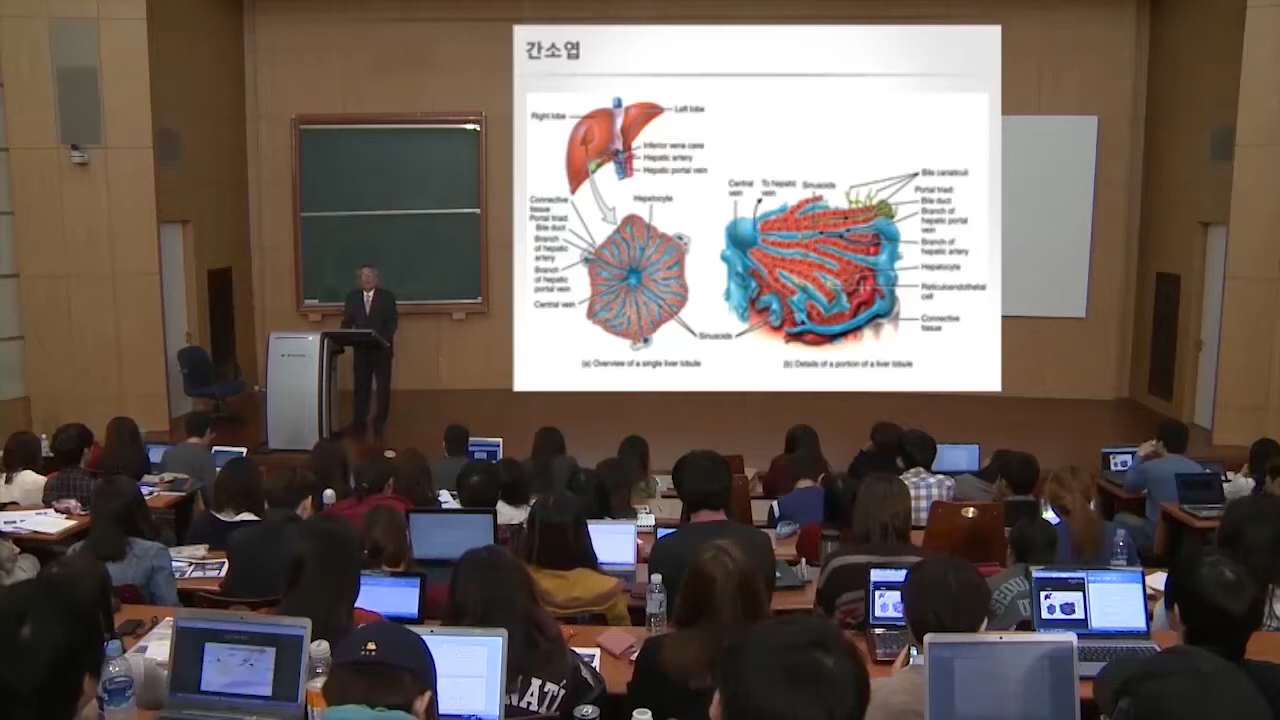 간소엽
Right lobe
Left lobe
Inferior vena cava
Hepatic artery
Hepatic portal vein
Connective
tissue
Portal triad
Bile duct
Branch
of hepatic
artery
Branch
of hepatic
portal vein
Central vein
Hepatocyte
Sinusoids
(a) Overview of a single liver lobule
Central
vein
To hepatic
vein
Sinusoids
Bile canaliculi
Portal triad
Bile duct
Branch of
hepatic portal
vein
Branch of
hepatic artery
Hepatocyte
Reticuloendothelial
cell
Connective
tissue
(b) Details of a portion of a liver lobule
SEOUL
NATI